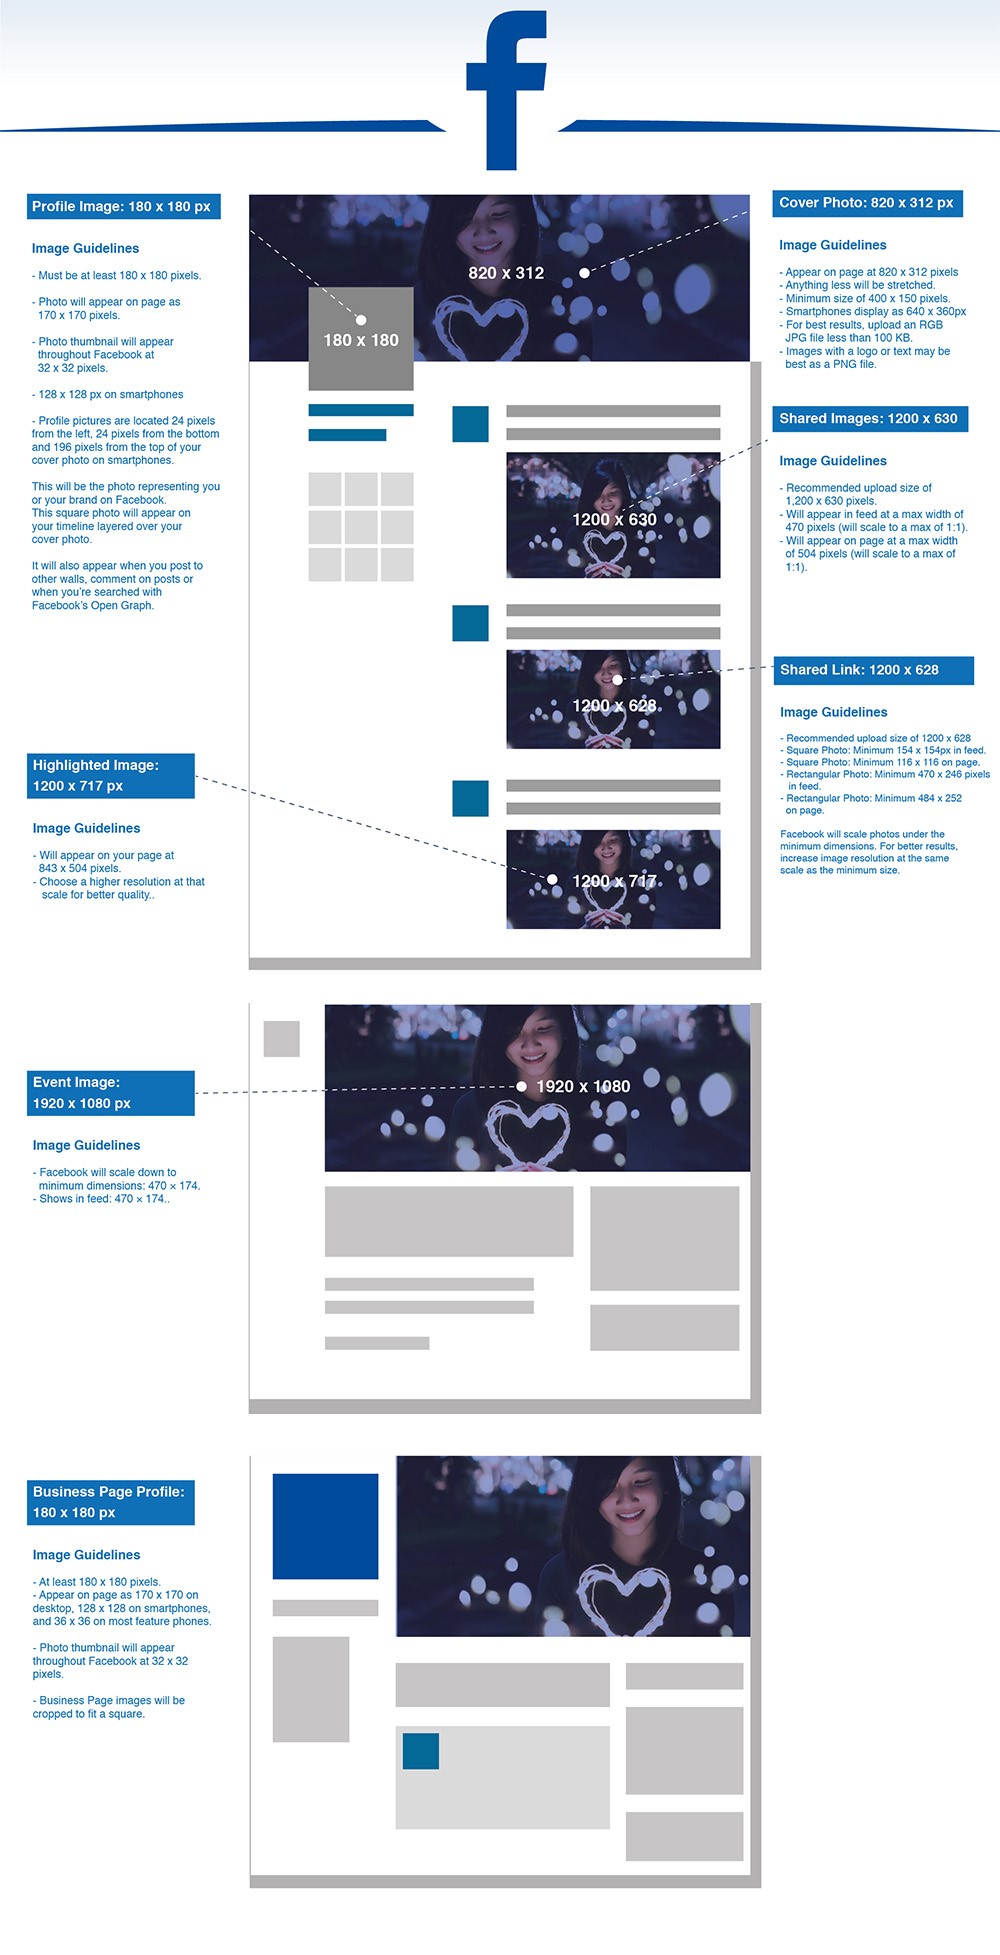 f
Profile Image: 180 x 180 px
Image Guidelines
- Must be at least 180 x 180 pixels.
- Photo will appear on page as
170 x 170 pixels.
- Photo thumbnail will appear
throughout Facebook at
32 x 32 pixels.
- 128 x 128 px on smartphones
- Profile pictures are located 24 pixels
from the left, 24 pixels from the bottom
and 196 pixels from the top of your
cover photo on smartphones.
This will be the photo representing you
or your brand on Facebook.
This square photo will appear on
your timeline layered over your
cover photo.
It will also appear when you post to
other walls, comment on posts or
when you're searched with
Facebook's Open Graph.
820 x 312
180 x 180
Cover Photo: 820 x 312 px
Image Guidelines
- Appear on page at 820 x 312 pixels
- Anything less will be stretched.
- Minimum size of 400 x 150 pixels.
- Smartphones display as 640 x 360px
- For best results, upload an RGB
JPG file less than 100 KB.
- Images with a logo or text may be
best as a PNG file.
Shared Images: 1200 x 630
Image Guidelines
- Recommended upload size of
1,200 x 630 pixels.
- Will appear in feed at a max width of
470 pixels (will scale to a max of 1:1).
- Will appear on page at a max width
of 504 pixels (will scale to a max of
1:1).
1200 x 630
Shared Link: 1200 x 628
Image Guidelines
- Recommended upload size of 1200 x 628
- Square Photo: Minimum 154 x 154px in feed.
- Square Photo: Minimum 116 x 116 on page.
- Rectangular Photo: Minimum 470 x 246 pixels
in feed.
- Rectangular Photo: Minimum 484 x 252
on page.
Facebook will scale photos under the
minimum dimensions. For better results,
increase image resolution at the same
scale as the minimum size.
1200 x 628
Highlighted Image:
1200 x 717 px
Image Guidelines
- Will appear on your page at
843 x 504 pixels.
- Choose a higher resolution at that
scale for better quality..
1200 x 717
Event Image:
1920 x 1080 px
Image Guidelines
- Facebook will scale down to
minimum dimensions: 470 × 174.
- Shows in feed: 470 × 174..
1920 x 1080
Business Page Profile:
180 x 180 px
Image Guidelines
- At least 180 x 180 pixels.
- Appear on page as 170 x 170 on
desktop, 128 x 128 on smartphones,
and 36 x 36 on most feature phones.
- Photo thumbnail will appear
throughout Facebook at 32 x 32
pixels.
- Business Page images will be
cropped to fit a square.